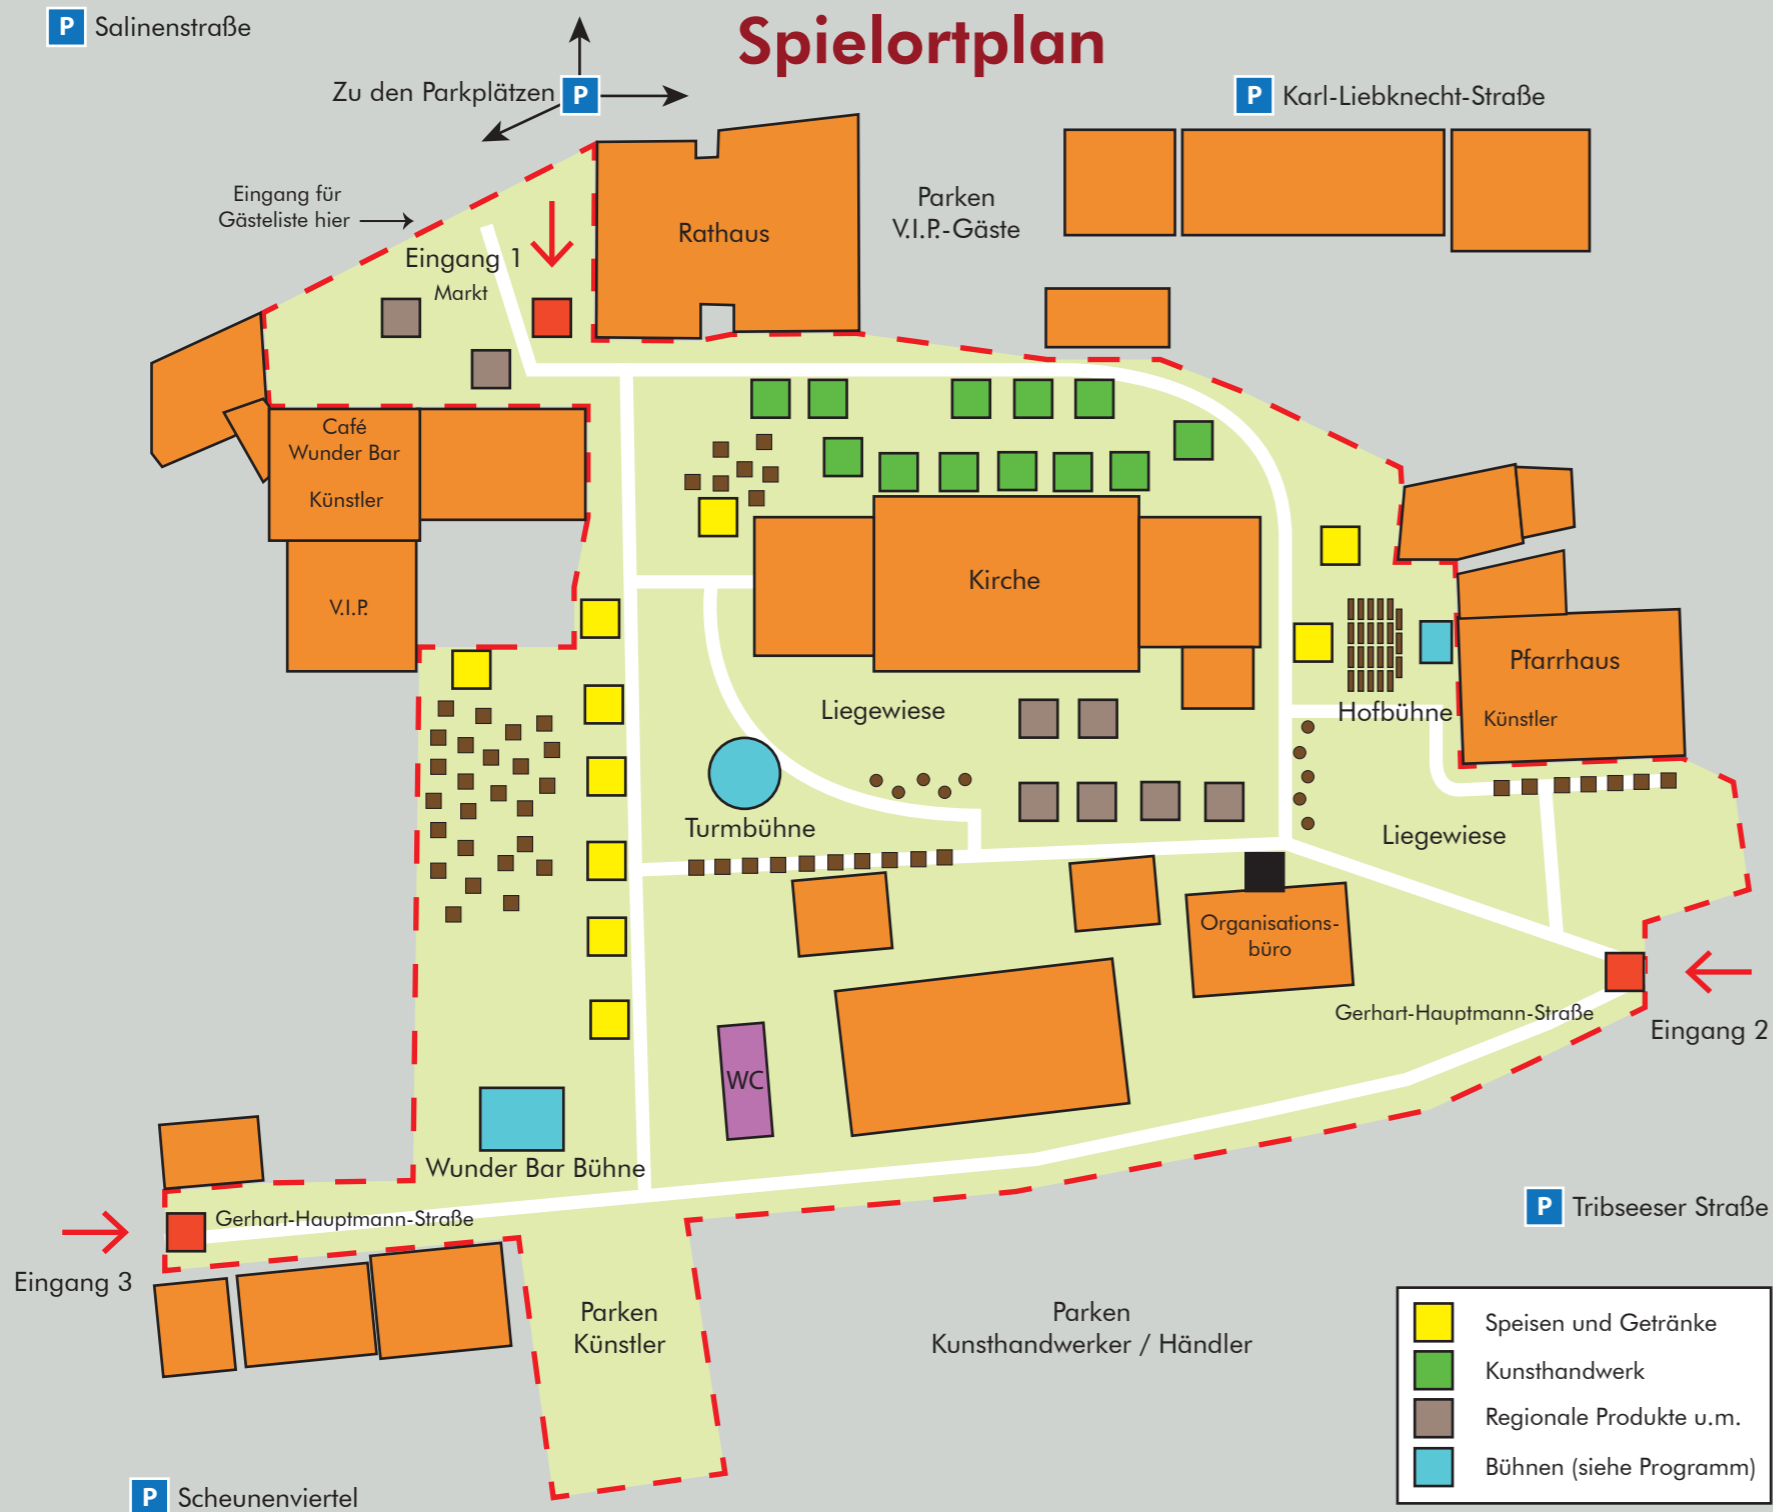 P Salinenstraße
Spielortplan
Zu den Parkplätzen P
P Karl-Liebknecht-Straße
Eingang für
Gästeliste hier
Parken
V.I.P.-Gäste
Rathaus
Eingang 1
Markt
Café
Wunder Bar
Künstler
V.I.P.
Kirche
Pfarrhaus
Künstler
Hofbühne
Liegewiese
Turmbühne
Liegewiese
Organisations-
büro
Gerhart-Hauptmann-Straße
Eingang 2
WC
Wunder Bar Bühne
Gerhart-Hauptmann-Straße
Eingang 3
P Tribseeser Straße
Parken
Künstler
Parken
Kunsthandwerker / Händler
Speisen und Getränke
Kunsthandwerk
Regionale Produkte u.m.
Bühnen (siehe Programm)
P Scheunenviertel